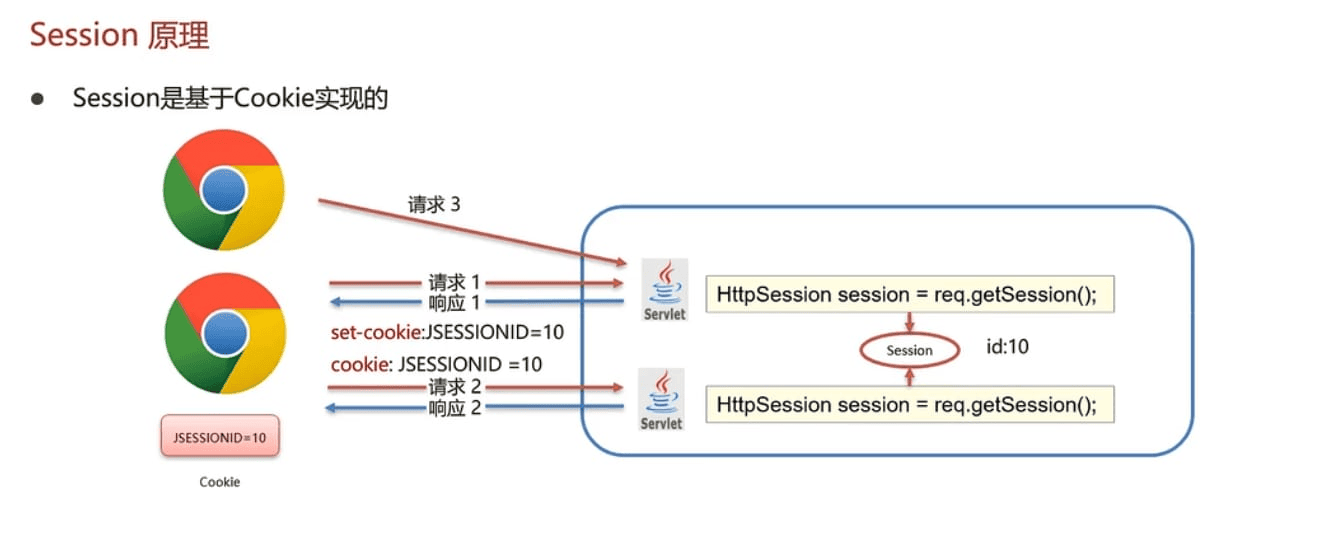 Session 原理
● Session是基于Cookie实现的
请求 3
请求 1
响应 1
Servlet
HttpSession session = req.getSession();
set-cookie:JSESSIONID=10
Session
id:10
cookie: JSESSIONID =10
请求 2
响应 2
Servlet
HttpSession session = req.getSession();
JSESSIONID=10
Cookie